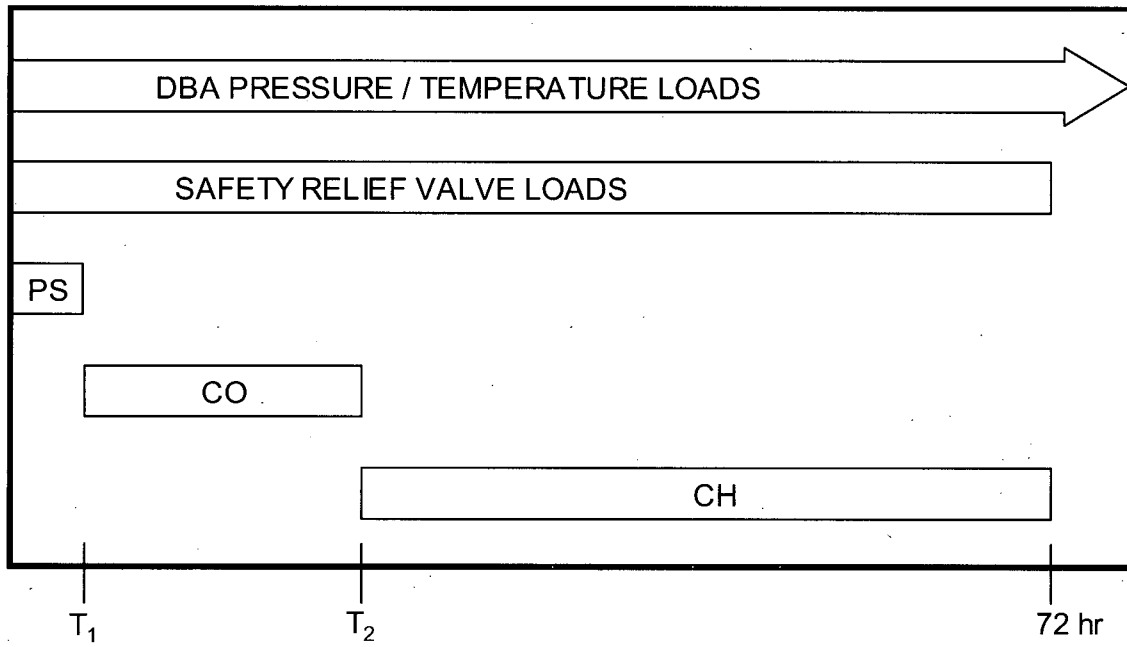 DBA PRESSURE / TEMPERATURE LOADS
SAFETY RELIEF VALVE LOADS
PS
CO
CH
T₁ T₂ 72 hr